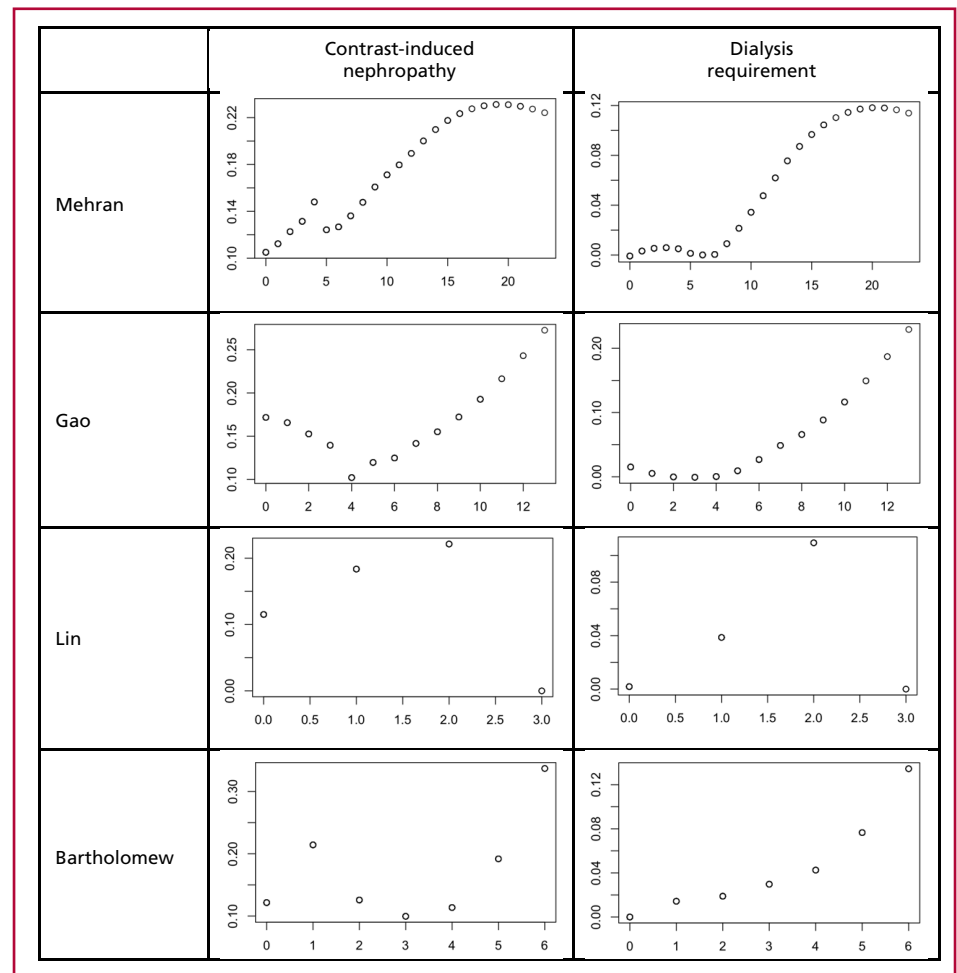 Contrast-induced
nephropathy
Dialysis
requirement
Mehran
0.22
0.18
0.14
0.10
0 5 10 15 20
0.12
0.08
0.04
0.00
0 5 10 15 20
Gao
0.25
0.20
0.15
0.10
0 2 4 6 8 10 12
0.20
0.10
0.00
0 2 4 6 8 10 12
Lin
0.20
0.10
0.00
0.0 0.5 1.0 1.5 2.0 2.5 3.0
0.08
0.04
0.00
0.0 0.5 1.0 1.5 2.0 2.5 3.0
Bartholomew
0.30
0.20
0.10
0 1 2 3 4 5 6
0.12
0.08
0.04
0.00
0 1 2 3 4 5 6